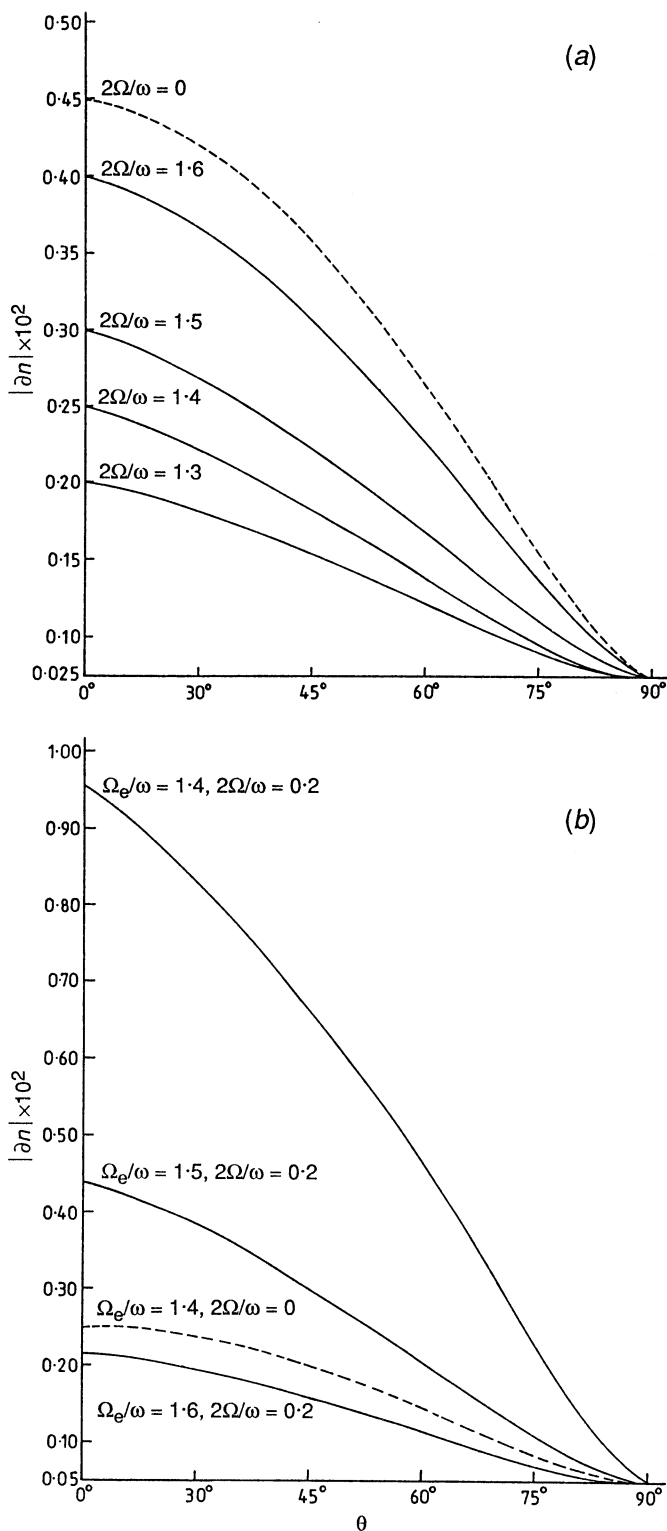 0·50
(a)
2Ω/ω = 0
0·45
2Ω/ω = 1·6
0·40
0·35
2Ω/ω = 1·5
0·30
|∂n|×10²
2Ω/ω = 1·4
0·25
2Ω/ω = 1·3
0·20
0·15
0·10
0·025
0° 30° 45° 60° 75° 90°
1·00
Ωe/ω = 1·4, 2Ω/ω = 0·2
(b)
0·90
0·80
0·70
0·60
|∂n|×10²
0·50
Ωe/ω = 1·5, 2Ω/ω = 0·2
0·40
0·30
Ωe/ω = 1·4, 2Ω/ω = 0
0·20
Ωe/ω = 1·6, 2Ω/ω = 0·2
0·10
0·05
0° 30° 45° 60° 75° 90°
θ